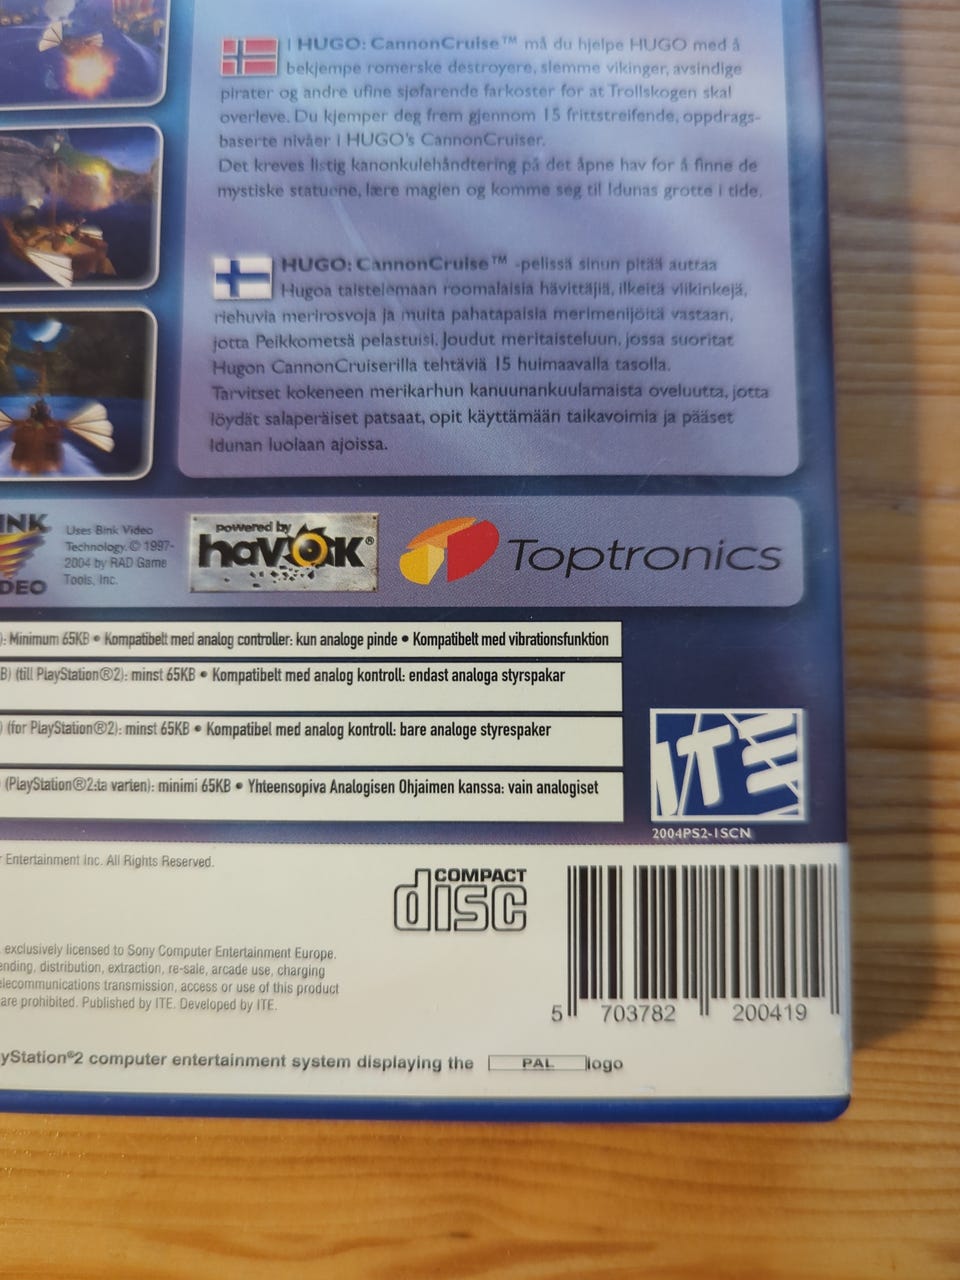 I HUGO: CannonCruise™ må du hjelpe HUGO med å
bekjempe romerske destroyere, slemme vikinger, avsindige
pirater og andre ufine sjøfarende farkoster for at Trollskogen skal
overleve. Du kjemper deg frem gjennom 15 frittstreifende, oppdrags-
baserte nivåer i HUGO's CannonCruiser.
Det kreves listig kanonkulehåndtering på det åpne hav for å finne de
mystiske statuene, lære magien og komme seg til Idunas grotte i tide.
HUGO: CannonCruise™ -pelissä sinun pitää auttaa
Hugoa taistelemaan roomalaisia hävittäjiä, ilkeitä viikinkejä,
riehuvia merirosvoja ja muita pahatapaisia merimenijöitä vastaan,
jotta Peikkometsä pelastuisi. Joudut meritaisteluun, jossa suoritat
Hugon CannonCruiserilla tehtäviä 15 huimaavalla tasolla.
Tarvitset kokeneen merikarhun kanuunankuulamaista oveluutta, jotta
löydät salaperäiset patsaat, opit käyttämään taikavoimia ja pääset
Idunan luolaan ajoissa.
INK
DEO
Uses Bink Video
Technology. © 1997-
2004 by RAD Game
Tools, Inc.
powered by
havok®
Toptronics
): Minimum 65KB • Kompatibelt med analog controller: kun analoge pinde • Kompatibelt med vibrationsfunktion
B) (till PlayStation®2): minst 65KB • Kompatibelt med analog kontroll: endast analoga styrspakar
) (for PlayStation®2): minst 65KB • Kompatibel med analog kontroll: bare analoge styrespaker
(PlayStation®2:ta varten): minimi 65KB • Yhteensopiva Analogisen Ohjaimen kanssa: vain analogiset
ITE
2004PS2-1SCN
r Entertainment Inc. All Rights Reserved.
COMPACT
disc
exclusively licensed to Sony Computer Entertainment Europe.
ending, distribution, extraction, re-sale, arcade use, charging
elecommunications transmission, access or use of this product
are prohibited. Published by ITE. Developed by ITE.
5 703782 200419
yStation®2 computer entertainment system displaying the PAL logo